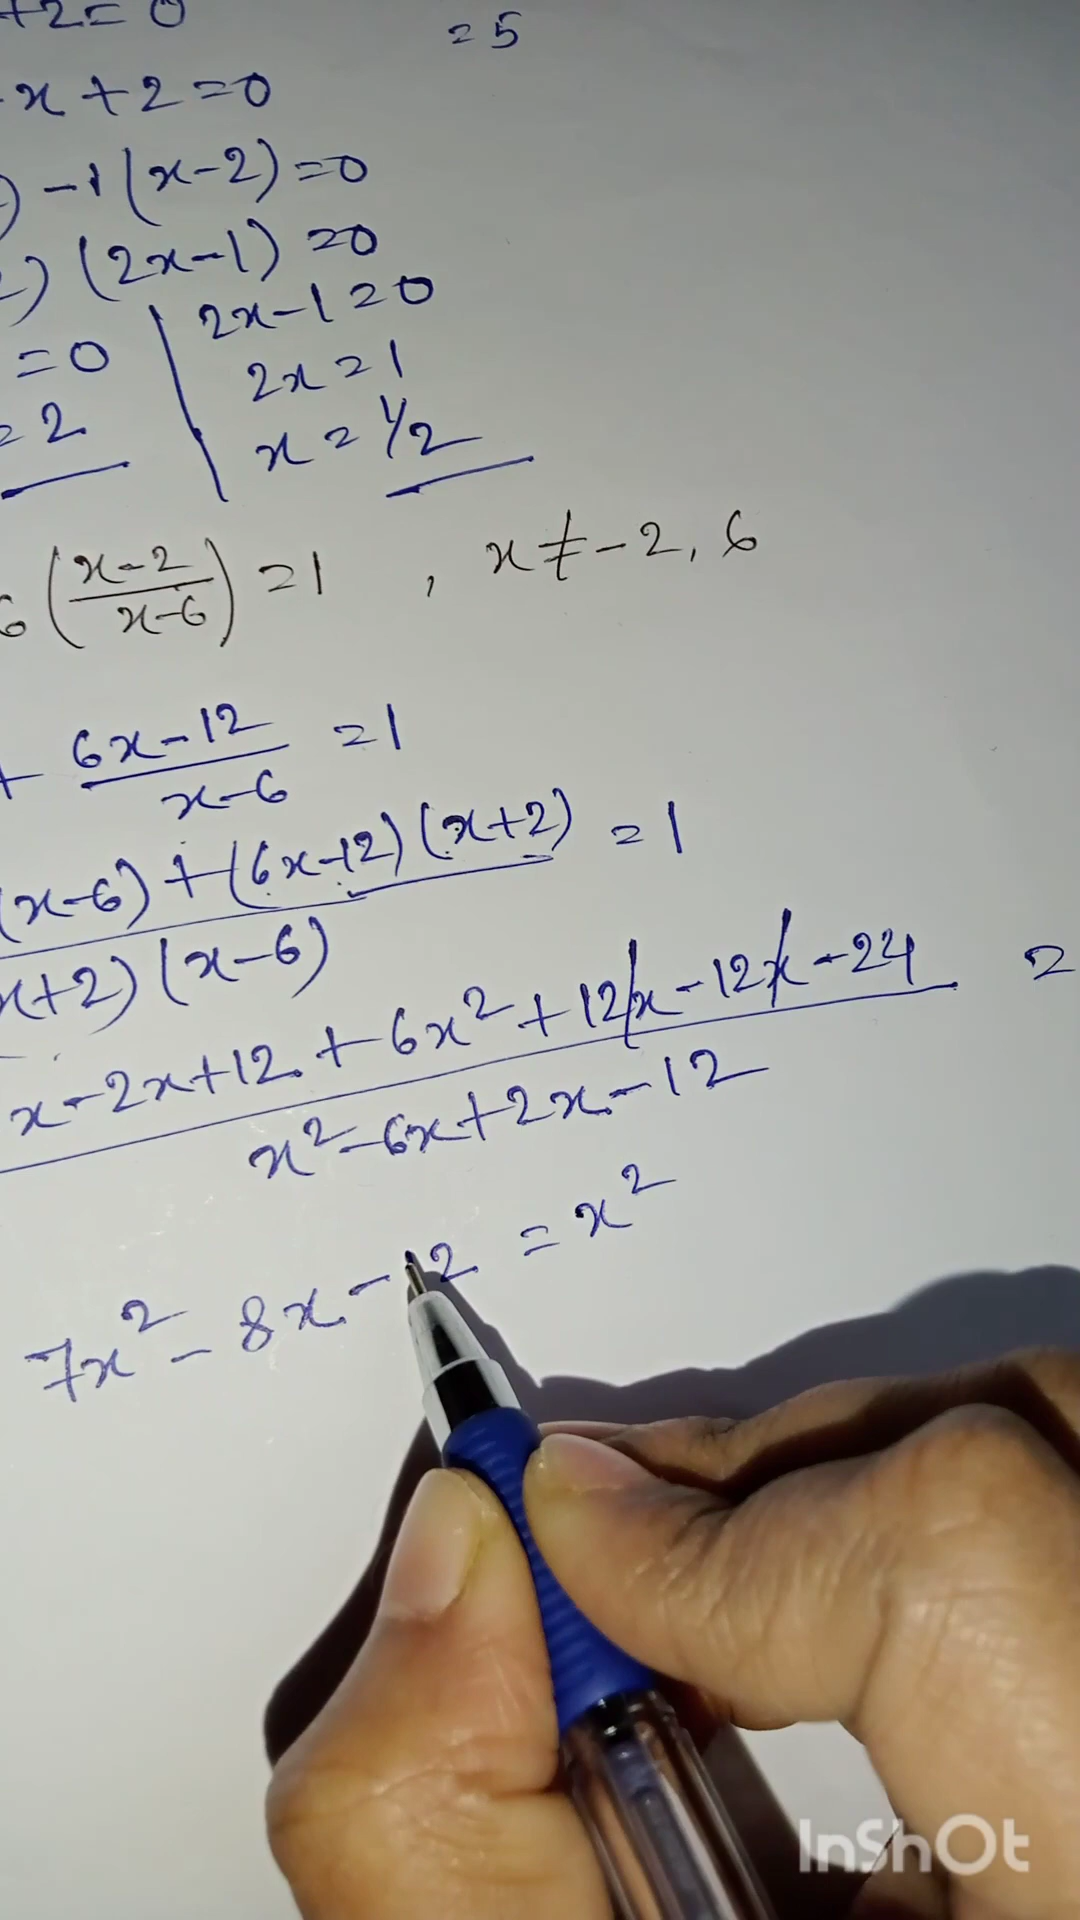 +2=0
=5
x+2=0
-1(x-2)=0
(2x-1)=0
2x-1=0
=0
2x=1
=2
x=1/2
6(x-2/x-6)=1, x≠-2, 6
+ 6x-12/x-6 =1
(x-6)+(6x-12)(x+2) =1
x+2)(x-6)
x-2x+12+6x²+12x-12x-24 =
x²-6x+2x-12
7x²-8x-12 = x²
InShOt